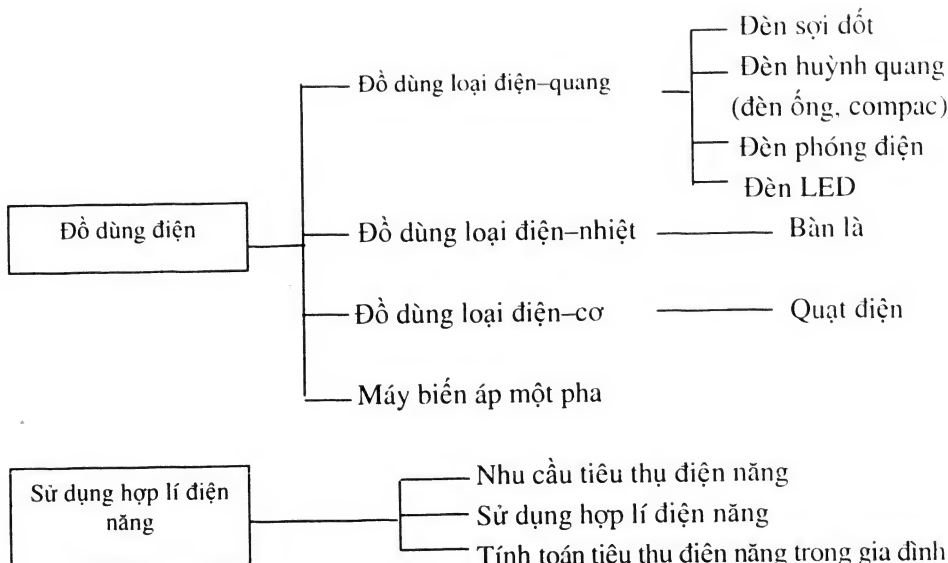 Đèn sợi đốt
Đồ dùng loại điện–quang
Đèn huỳnh quang
(đèn ống, compac)
Đèn phóng điện
Đèn LED
Đồ dùng điện
Đồ dùng loại điện–nhiệt
Bàn là
Đồ dùng loại điện–cơ
Quạt điện
Máy biến áp một pha
Sử dụng hợp lí điện
năng
Nhu cầu tiêu thụ điện năng
Sử dụng hợp lí điện năng
Tính toán tiêu thụ điện năng trong gia đình